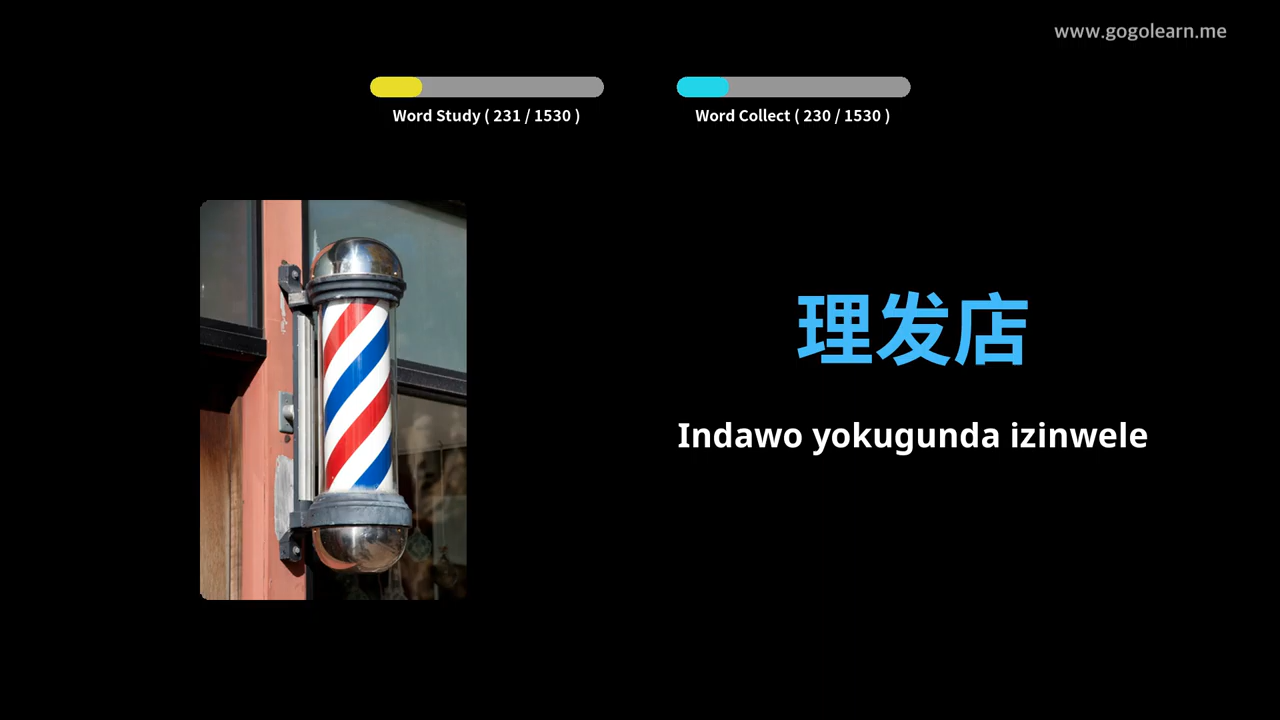 www.gogolearn.me
Word Study ( 231 / 1530 )
Word Collect ( 230 / 1530 )
理发店
Indawo yokugunda izinwele